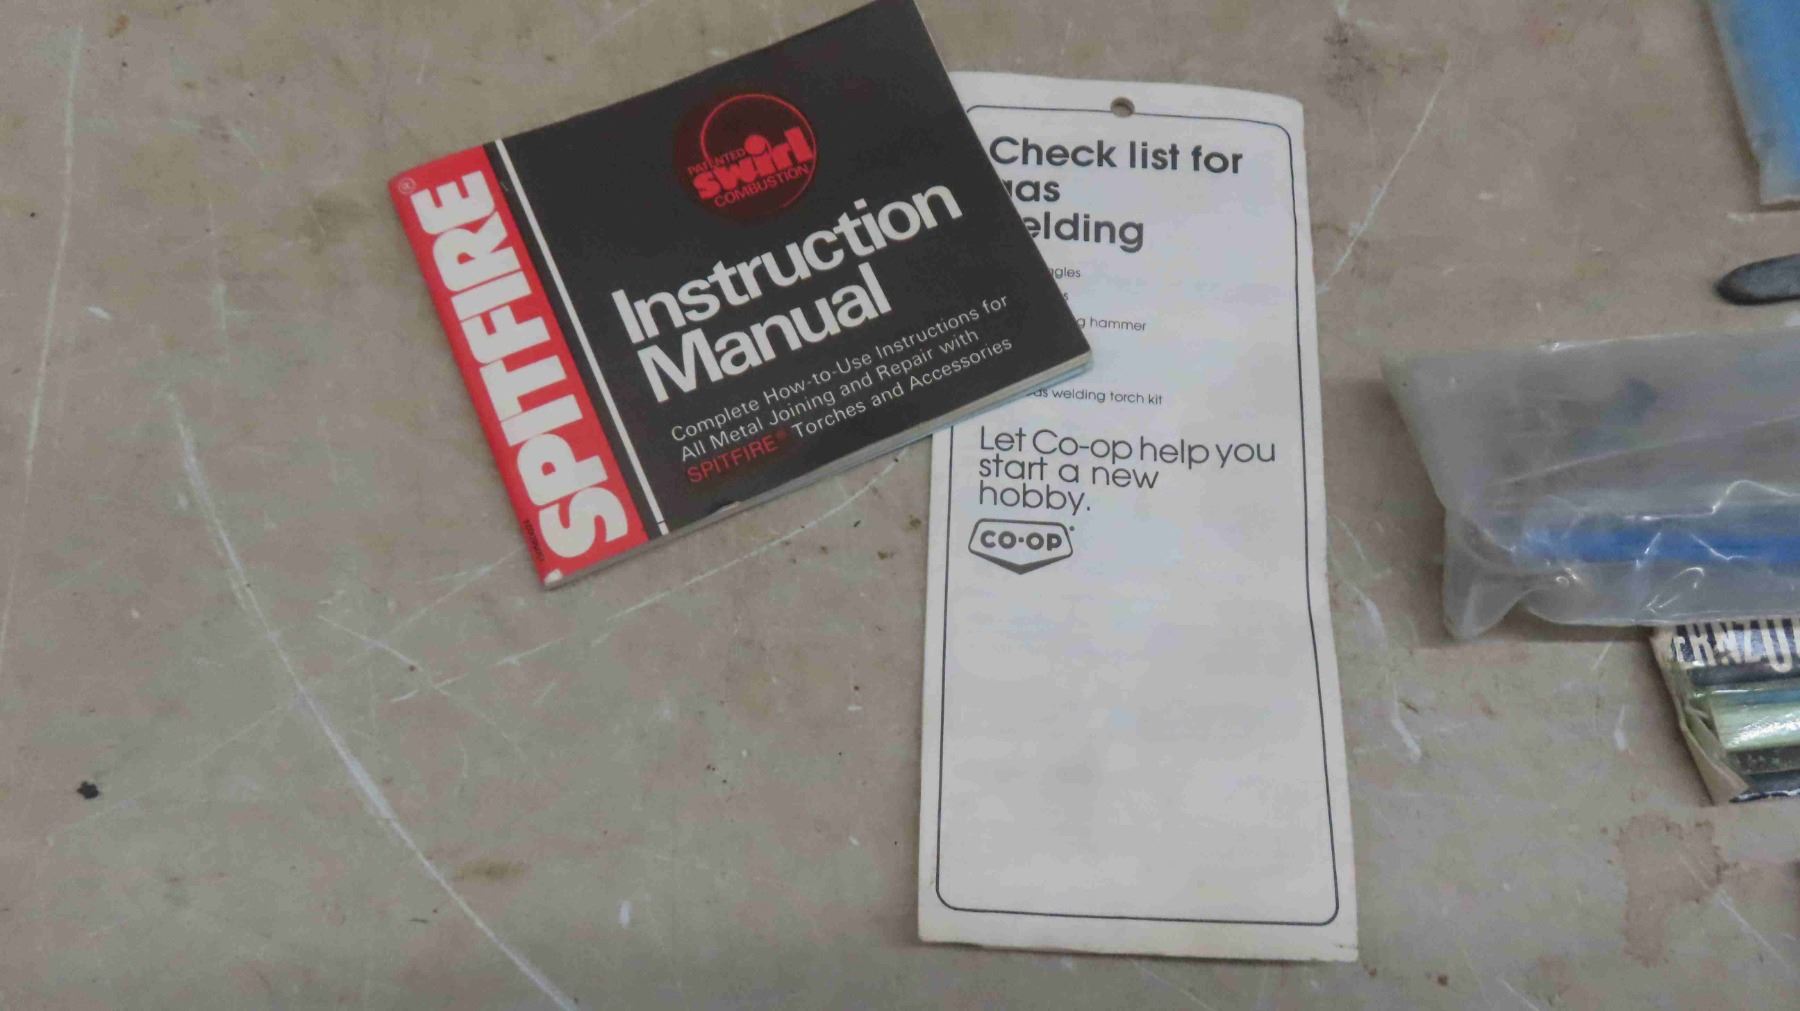 SPITFIRE
PATENTED
swirl
COMBUSTION
Instruction
Manual
Complete How-to-Use Instructions for
All Metal Joining and Repair with
SPITFIRE® Torches and Accessories
Check list for
gas
welding
hammer
welding torch kit
Let Co-op help you
start a new
hobby.
CO-OP